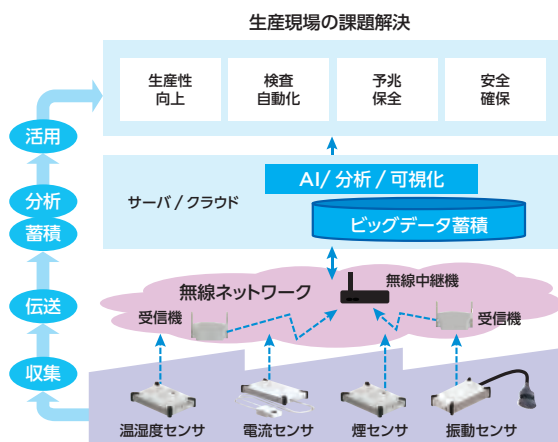 生産現場の課題解決
生産性
向上
検査
自動化
予兆
保全
安全
確保
活用
分析
蓄積
伝送
収集
サーバ / クラウド
AI/ 分析 / 可視化
ビッグデータ蓄積
無線ネットワーク
無線中継機
受信機
受信機
温湿度センサ
電流センサ
煙センサ
振動センサ